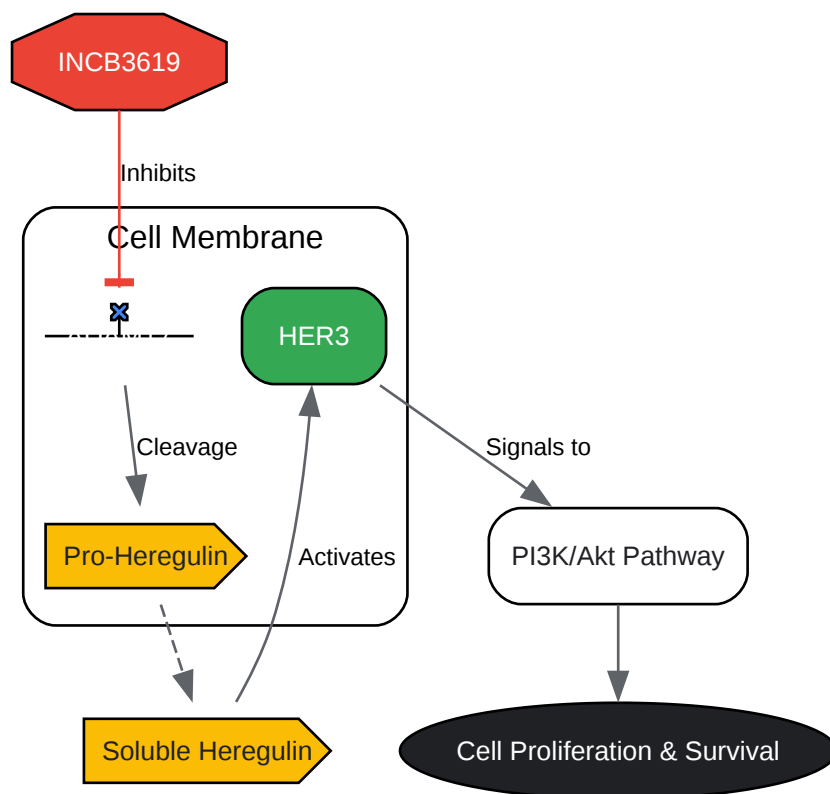 INCB3619
Inhibits
Cell Membrane
HER3
Cleavage
Signals to
Pro-Heregulin
Activates
PI3K/Akt Pathway
Soluble Heregulin
Cell Proliferation & Survival